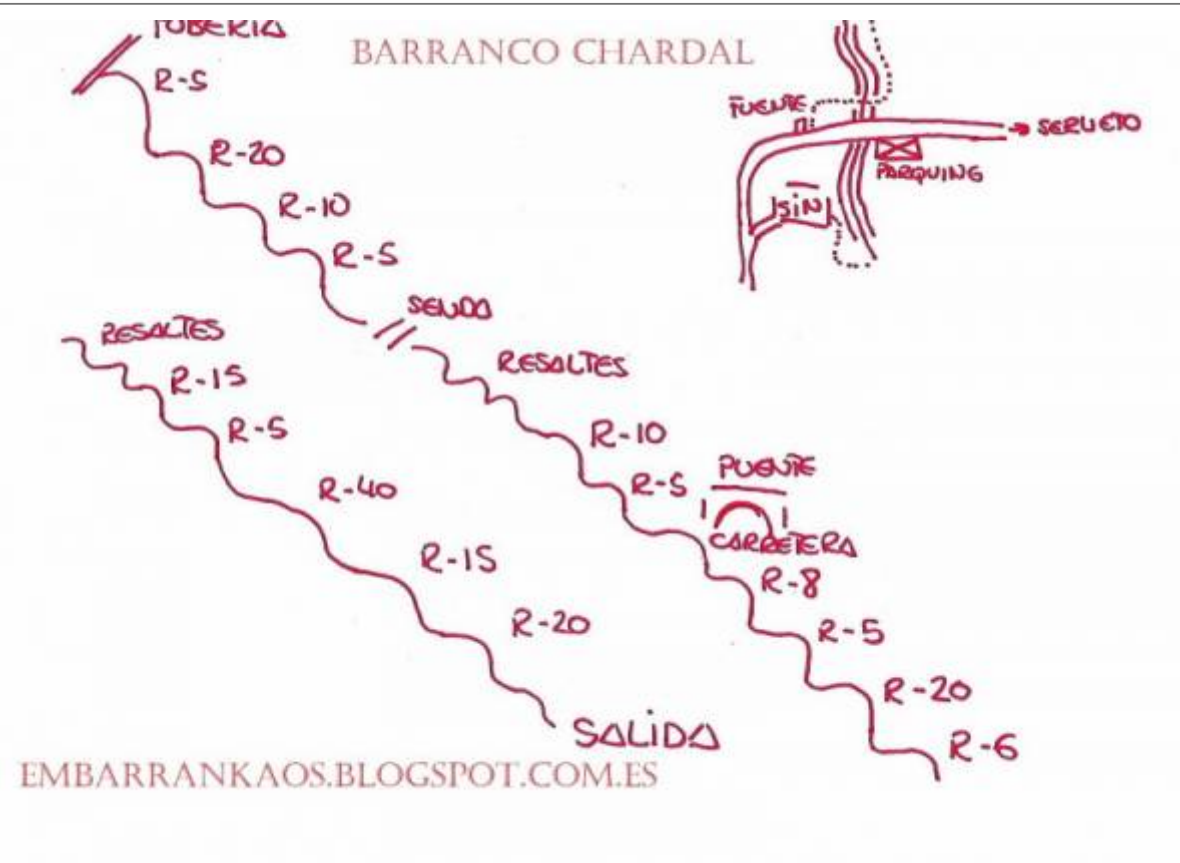 TUBERIA
BARRANCO CHARDAL
R-5
R-20
R-10
R-5
SENDA
RESALTES
R-10
R-5
PUENTE
CARRETERA
R-8
R-5
R-20
R-6
RESALTES
R-15
R-5
R-40
R-15
R-20
SALIDA
FUENTE
SERVETO
PARQUING
SIN
EMBARRANKAOS.BLOGSPOT.COM.ES